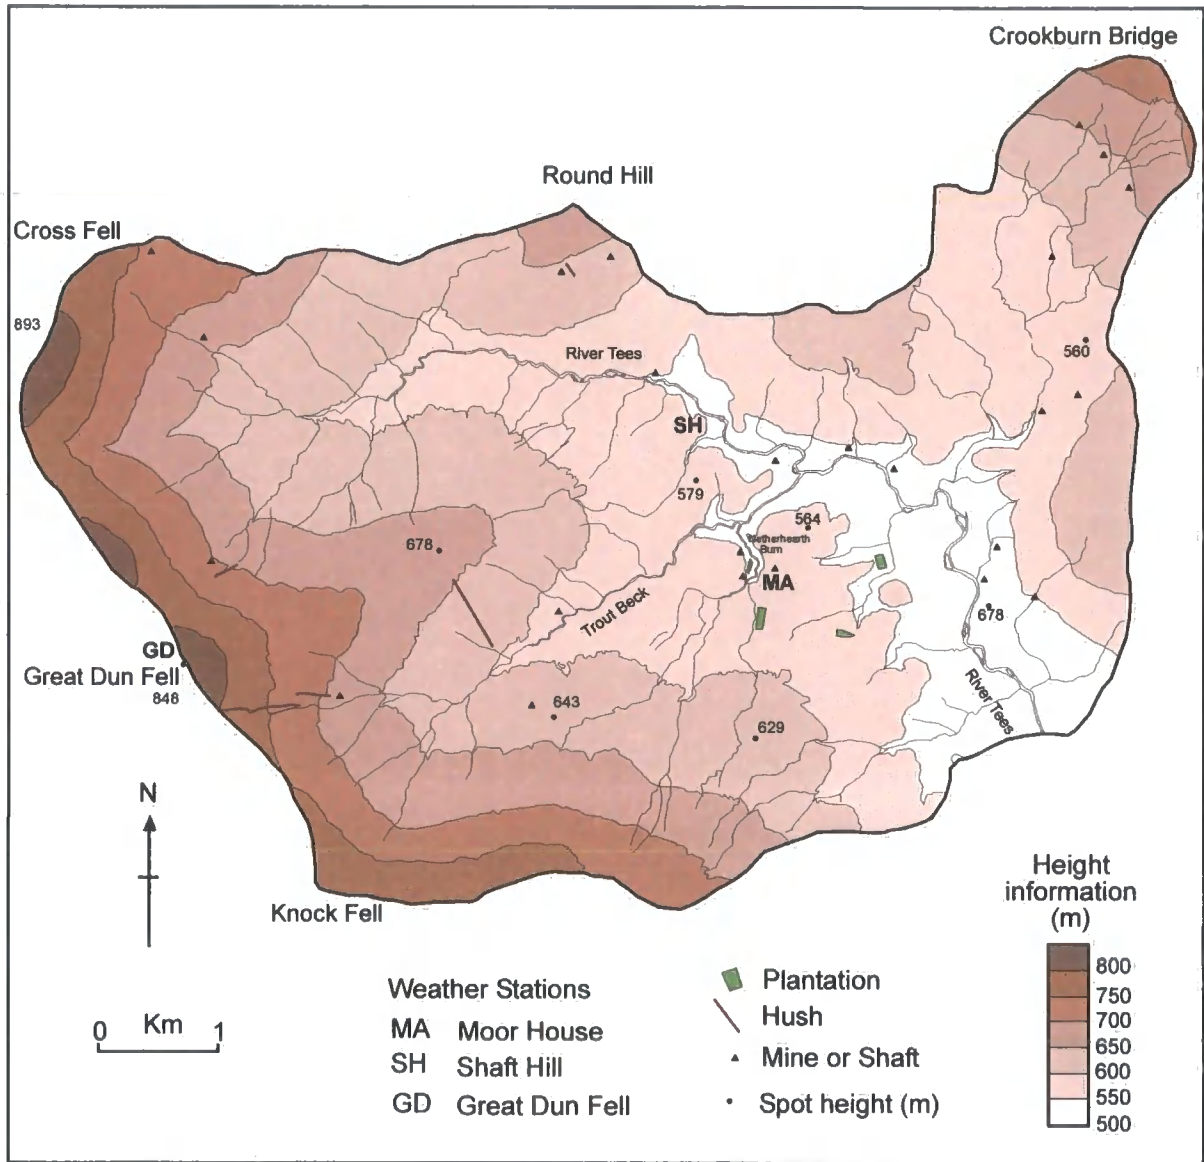 Crookburn Bridge
Round Hill
Cross Fell
893
River Tees
560
SH
579
564
678
Netherhearth
Burn
MA
Trout Beck
678
GD
Great Dun Fell
848
643
629
River Tees
N
Knock Fell
Height
information
(m)
800
750
700
650
600
550
500
0 Km 1
Weather Stations
MA Moor House
SH Shaft Hill
GD Great Dun Fell
Plantation
Hush
Mine or Shaft
Spot height (m)